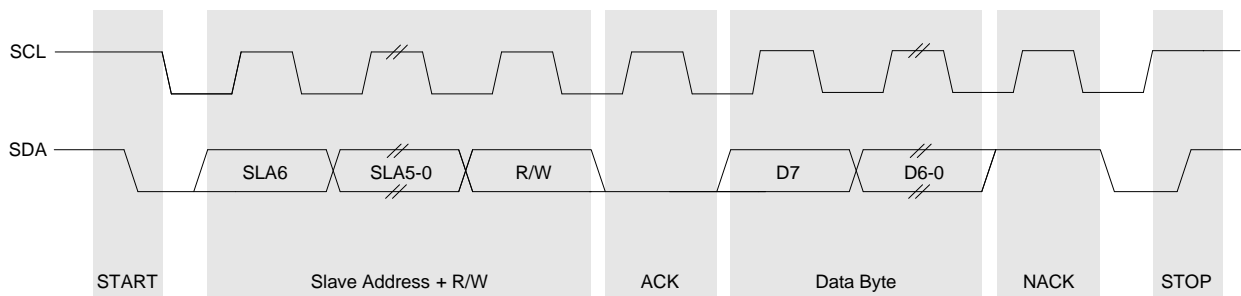 SCL
SDA
SLA6 SLA5-0 R/W D7 D6-0
START Slave Address + R/W ACK Data Byte NACK STOP